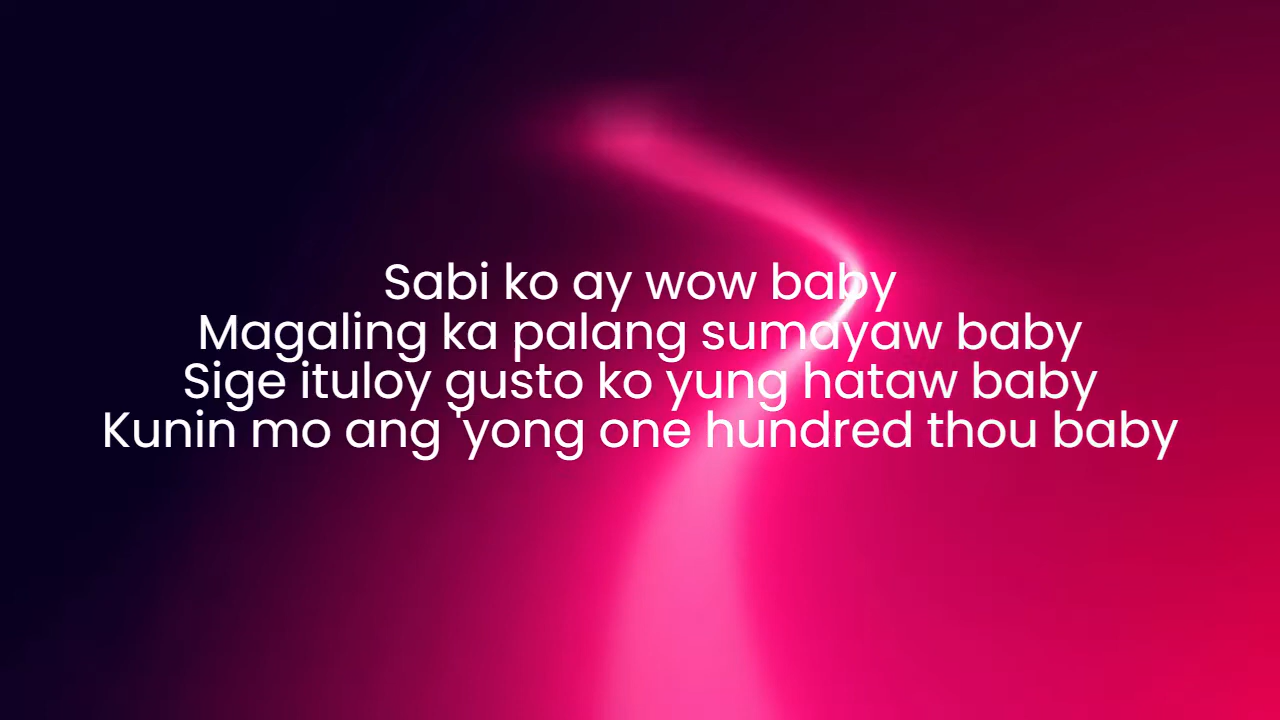 Sabi ko ay wow baby
Magaling ka palang sumayaw baby
Sige ituloy gusto ko yung hataw baby
Kunin mo ang 'yong one hundred thou baby